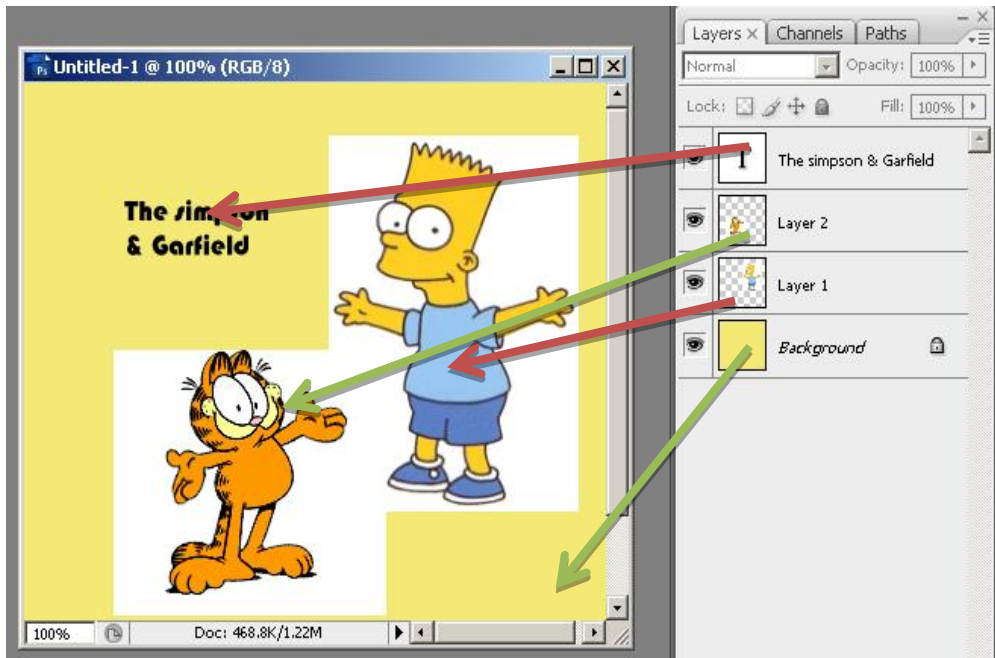 Layers × Channels Paths
Ps Untitled-1 @ 100% (RGB/8)
Normal Opacity: 100%
Lock: Fill: 100%
T The simpson & Garfield
The simpson
& Garfield
Layer 2
Layer 1
Background
100% Doc: 468.8K/1.22M